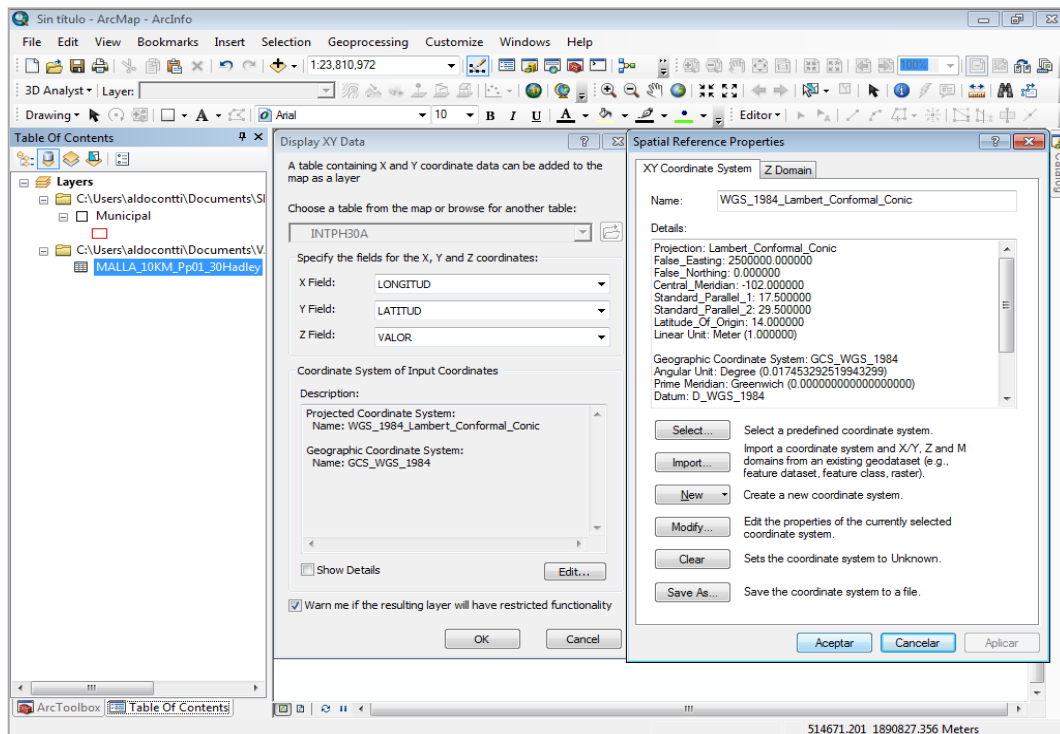 Sin título - ArcMap - ArcInfo
File Edit View Bookmarks Insert Selection Geoprocessing Customize Windows Help
1:23,810,972
100%
3D Analyst Layer:
Drawing A Arial 10 B I U A Editor
Table Of Contents
Layers
C:\Users\aldocontti\Documents\S
Municipal
C:\Users\aldocontti\Documents\V.
MALLA_10KM_Pp01_30Hadley
ArcToolbox Table Of Contents
Display XY Data
A table containing X and Y coordinate data can be added to the
map as a layer
Choose a table from the map or browse for another table:
INTPH30A
Specify the fields for the X, Y and Z coordinates:
X Field: LONGITUD
Y Field: LATITUD
Z Field: VALOR
Coordinate System of Input Coordinates
Description:
Projected Coordinate System:
Name: WGS_1984_Lambert_Conformal_Conic
Geographic Coordinate System:
Name: GCS_WGS_1984
Show Details Edit...
Warn me if the resulting layer will have restricted functionality
OK Cancel
Spatial Reference Properties
XY Coordinate System Z Domain
Name: WGS_1984_Lambert_Conformal_Conic
Details:
Projection: Lambert_Conformal_Conic
False_Easting: 2500000.000000
False_Northing: 0.000000
Central_Meridian: -102.000000
Standard_Parallel_1: 17.500000
Standard_Parallel_2: 29.500000
Latitude_Of_Origin: 14.000000
Linear Unit: Meter (1.000000)
Geographic Coordinate System: GCS_WGS_1984
Angular Unit: Degree (0.017453292519943299)
Prime Meridian: Greenwich (0.000000000000000000)
Datum: D_WGS_1984
Select... Select a predefined coordinate system.
Import... Import a coordinate system and X/Y, Z and M
domains from an existing geodataset (e.g.,
feature dataset, feature class, raster).
New Create a new coordinate system.
Modify... Edit the properties of the currently selected
coordinate system.
Clear Sets the coordinate system to Unknown.
Save As... Save the coordinate system to a file.
Aceptar Cancelar Aplicar
Catalog
514671.201 1890827.356 Meters